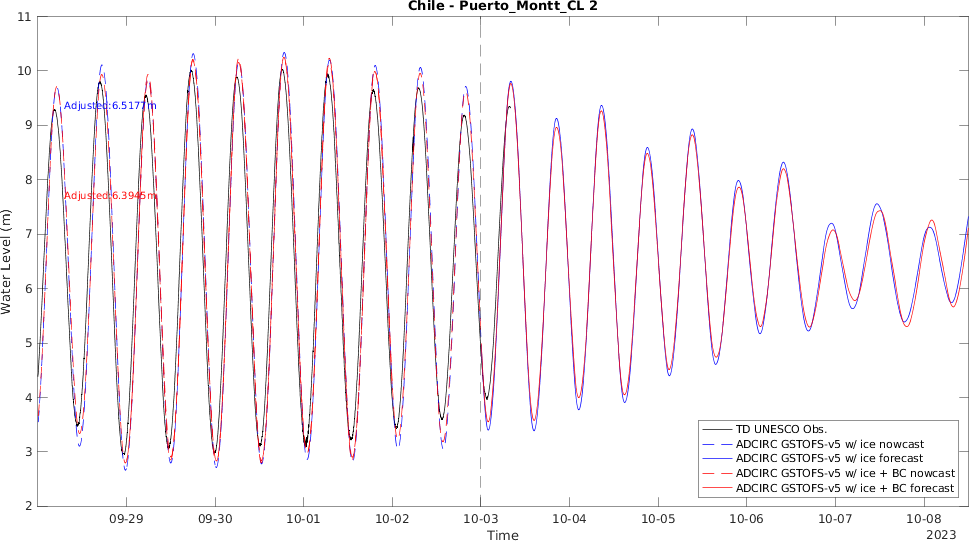 Chile - Puerto_Montt_CL 2
11
10
9
8
7
6
5
4
3
2
Water Level (m)
Adjusted:6.5177m
Adjusted:6.3945m
TD UNESCO Obs.
ADCIRC GSTOFS-v5 w/ ice nowcast
ADCIRC GSTOFS-v5 w/ ice forecast
ADCIRC GSTOFS-v5 w/ ice + BC nowcast
ADCIRC GSTOFS-v5 w/ ice + BC forecast
09-29 09-30 10-01 10-02 10-03 10-04 10-05 10-06 10-07 10-08
Time
2023